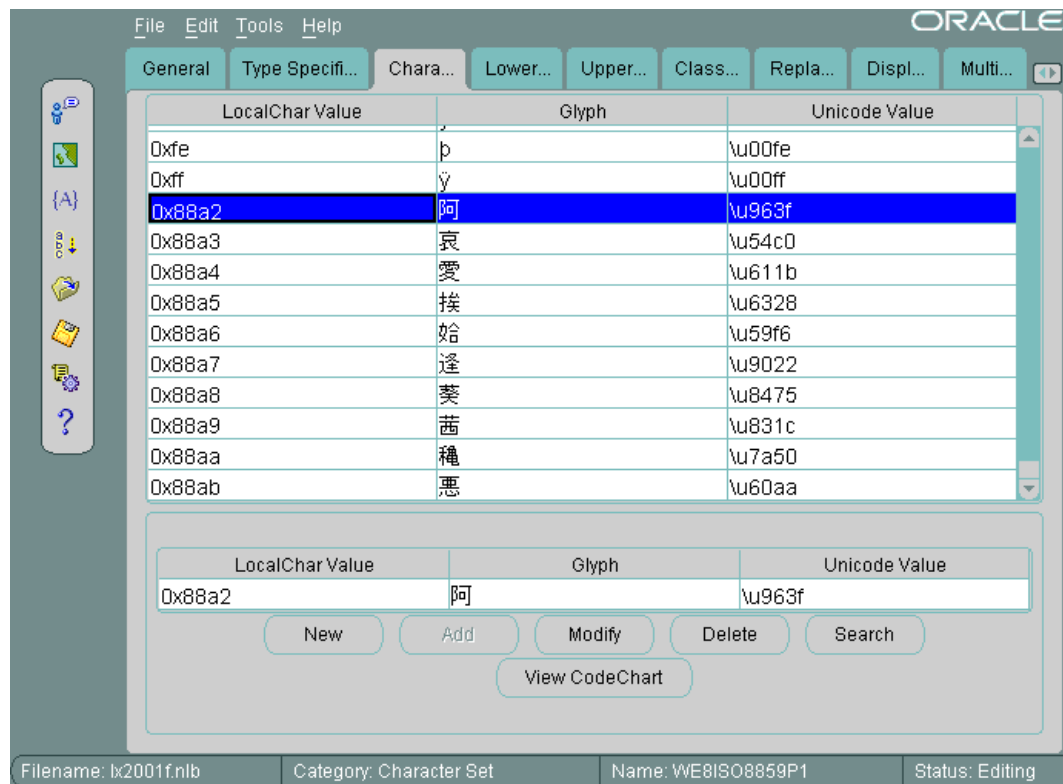 File Edit Tools Help ORACLE
General Type Specifi... Chara... Lower... Upper... Class... Repla... Displ... Multi...
LocalChar Value Glyph Unicode Value
0xfe þ \u00fe
0xff ÿ \u00ff
0x88a2 阿 \u963f
0x88a3 哀 \u54c0
0x88a4 愛 \u611b
0x88a5 挨 \u6328
0x88a6 姶 \u59f6
0x88a7 逢 \u9022
0x88a8 葵 \u8475
0x88a9 茜 \u831c
0x88aa 穐 \u7a50
0x88ab 悪 \u60aa
LocalChar Value Glyph Unicode Value
0x88a2 阿 \u963f
New Add Modify Delete Search
View CodeChart
Filename: lx2001f.nlb Category: Character Set Name: WE8ISO8859P1 Status: Editing
{A}
a
b
c
?